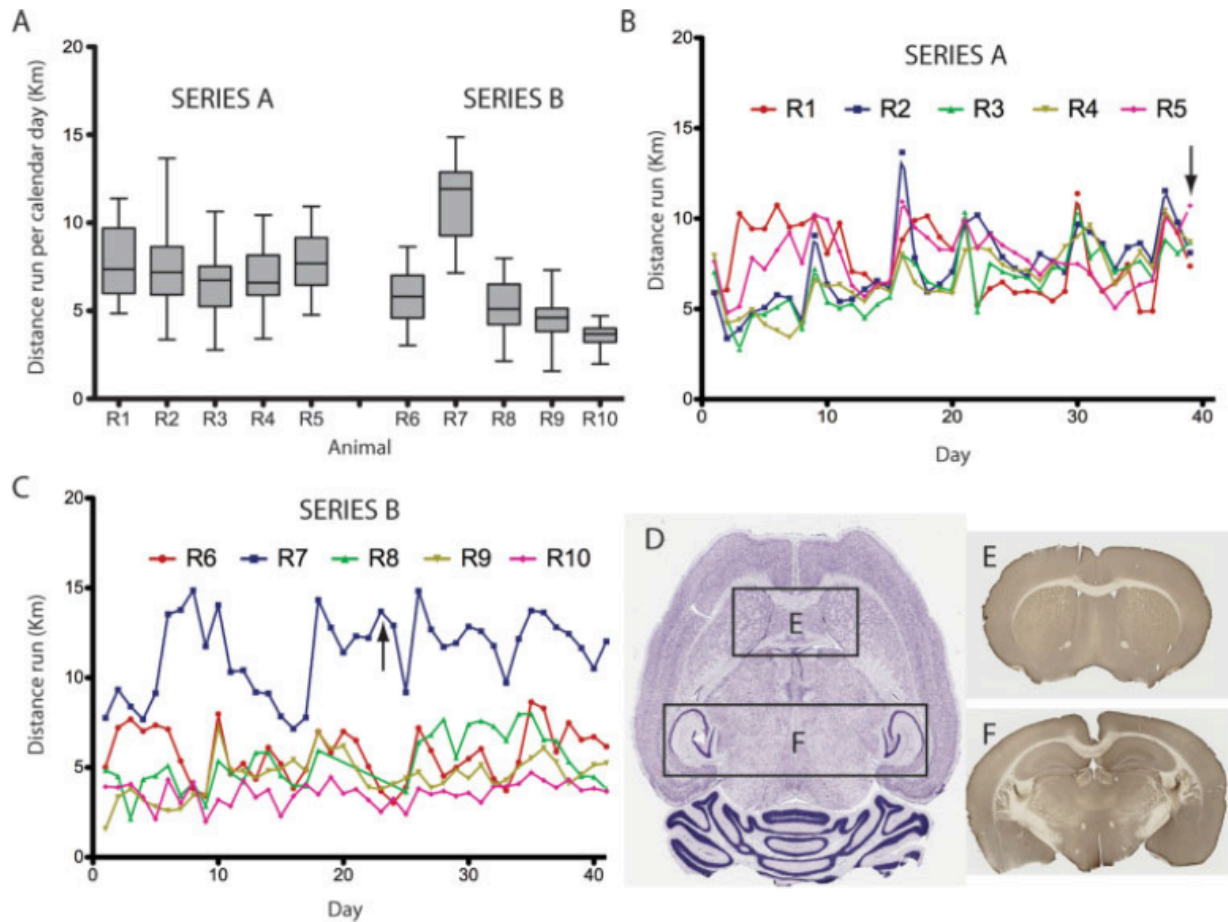 A
Distance run per calendar day (Km)
20
15
10
5
0
SERIES A
SERIES B
R1 R2 R3 R4 R5 R6 R7 R8 R9 R10
Animal
B
SERIES A
R1 R2 R3 R4 R5
Distance run (Km)
20
15
10
5
0
0 10 20 30 40
Day
C
SERIES B
R6 R7 R8 R9 R10
Distance run (Km)
20
15
10
5
0
0 10 20 30 40
Day
D
E
F
E
F